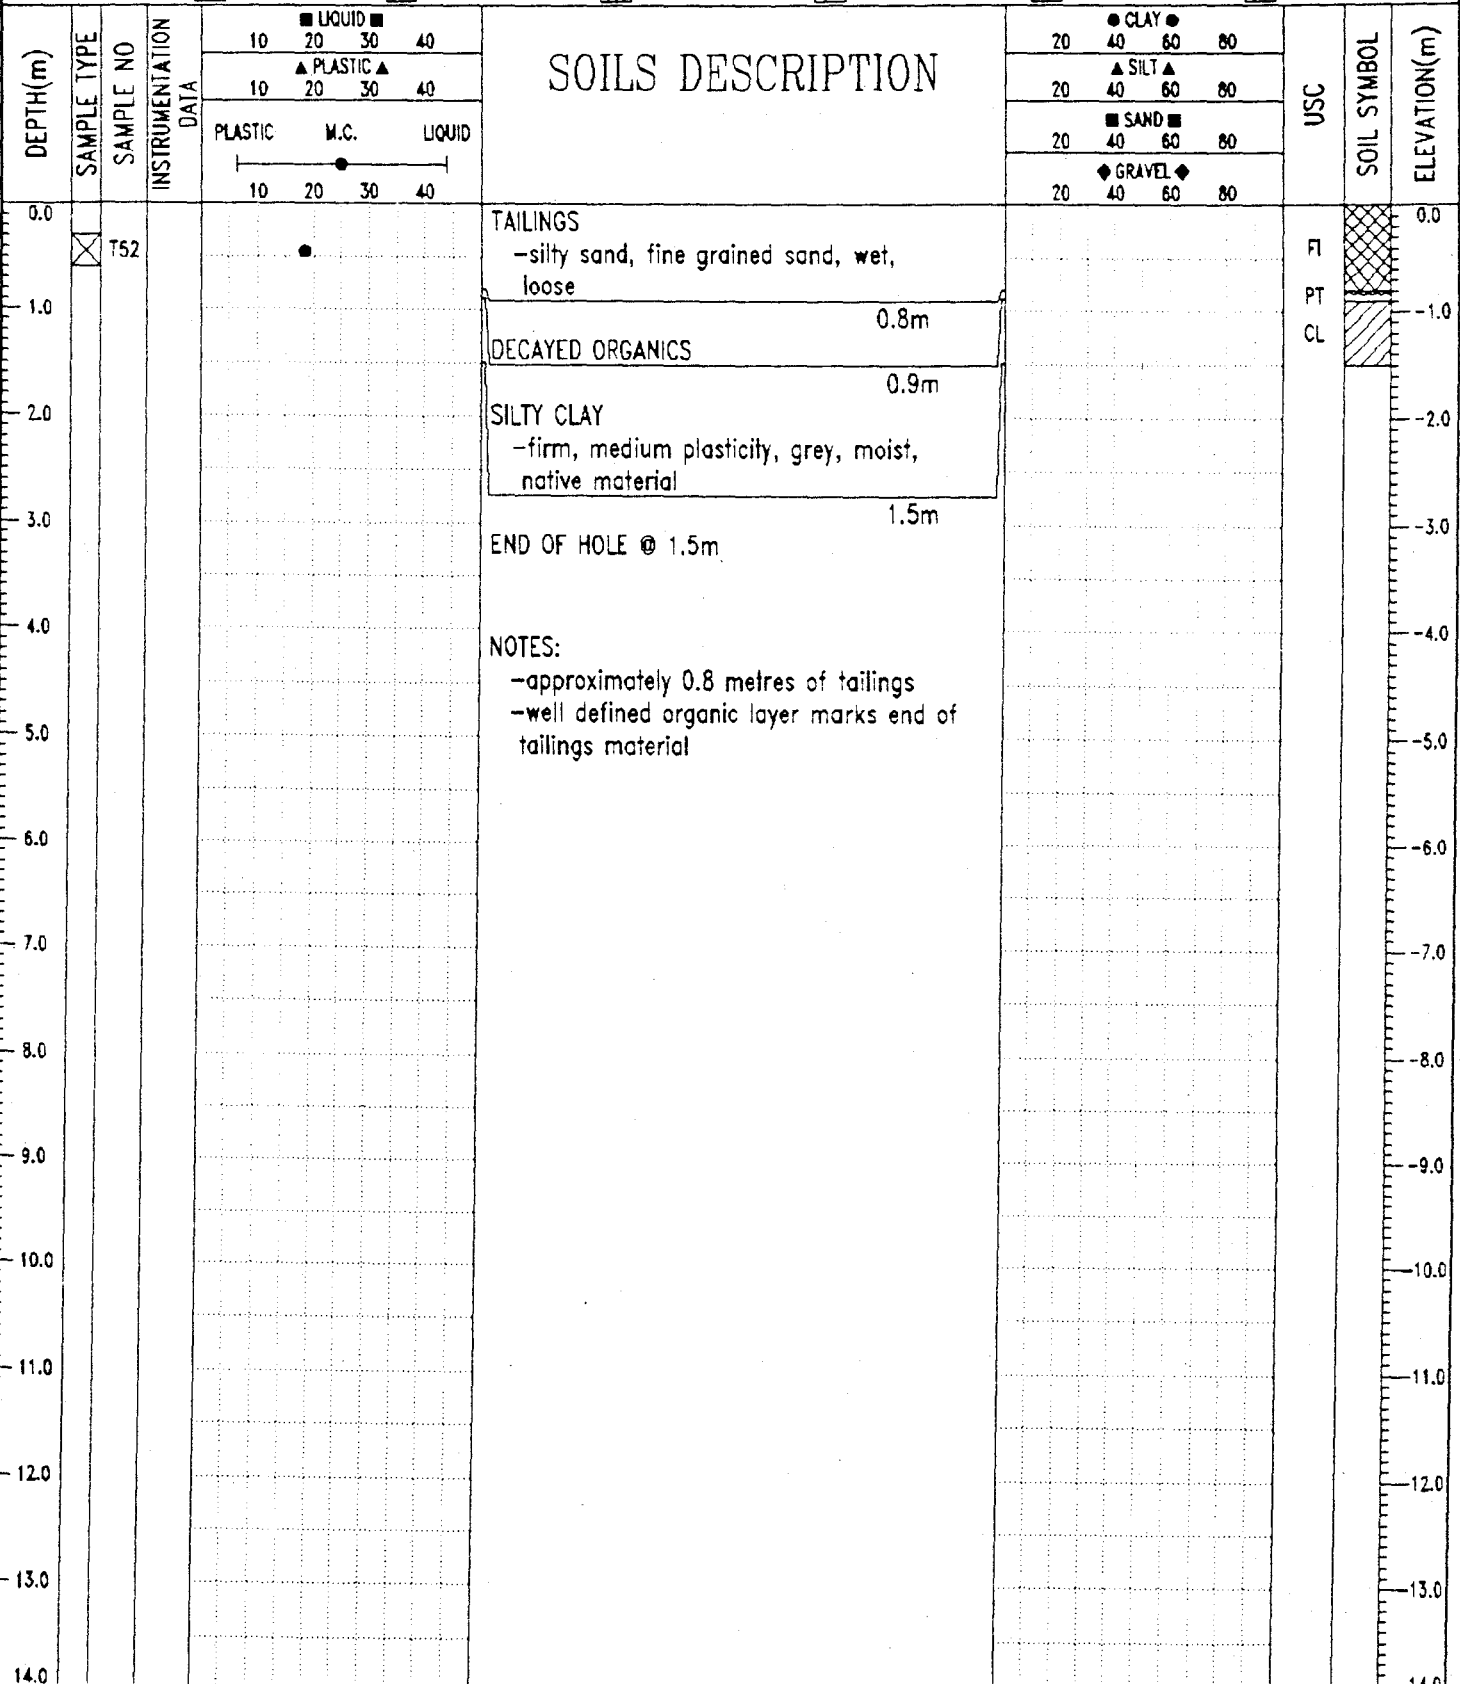 DEPTH(m)
SAMPLE TYPE
SAMPLE NO
INSTRUMENTATION
DATA
■ LIQUID ■
10 20 30 40
▲ PLASTIC ▲
10 20 30 40
PLASTIC M.C. LIQUID
10 20 30 40
SOILS DESCRIPTION
● CLAY ●
20 40 60 80
▲ SILT ▲
20 40 60 80
■ SAND ■
20 40 60 80
◆ GRAVEL ◆
20 40 60 80
USC
SOIL SYMBOL
ELEVATION(m)
0.0
T52
1.0
2.0
3.0
4.0
5.0
6.0
7.0
8.0
9.0
10.0
11.0
12.0
13.0
14.0
TAILINGS
-silty sand, fine grained sand, wet,
loose
0.8m
DECAYED ORGANICS
0.9m
SILTY CLAY
-firm, medium plasticity, grey, moist,
native material
1.5m
END OF HOLE @ 1.5m
NOTES:
-approximately 0.8 metres of tailings
-well defined organic layer marks end of
tailings material
FI
PT
CL
0.0
-1.0
-2.0
-3.0
-4.0
-5.0
-6.0
-7.0
-8.0
-9.0
-10.0
-11.0
-12.0
-13.0